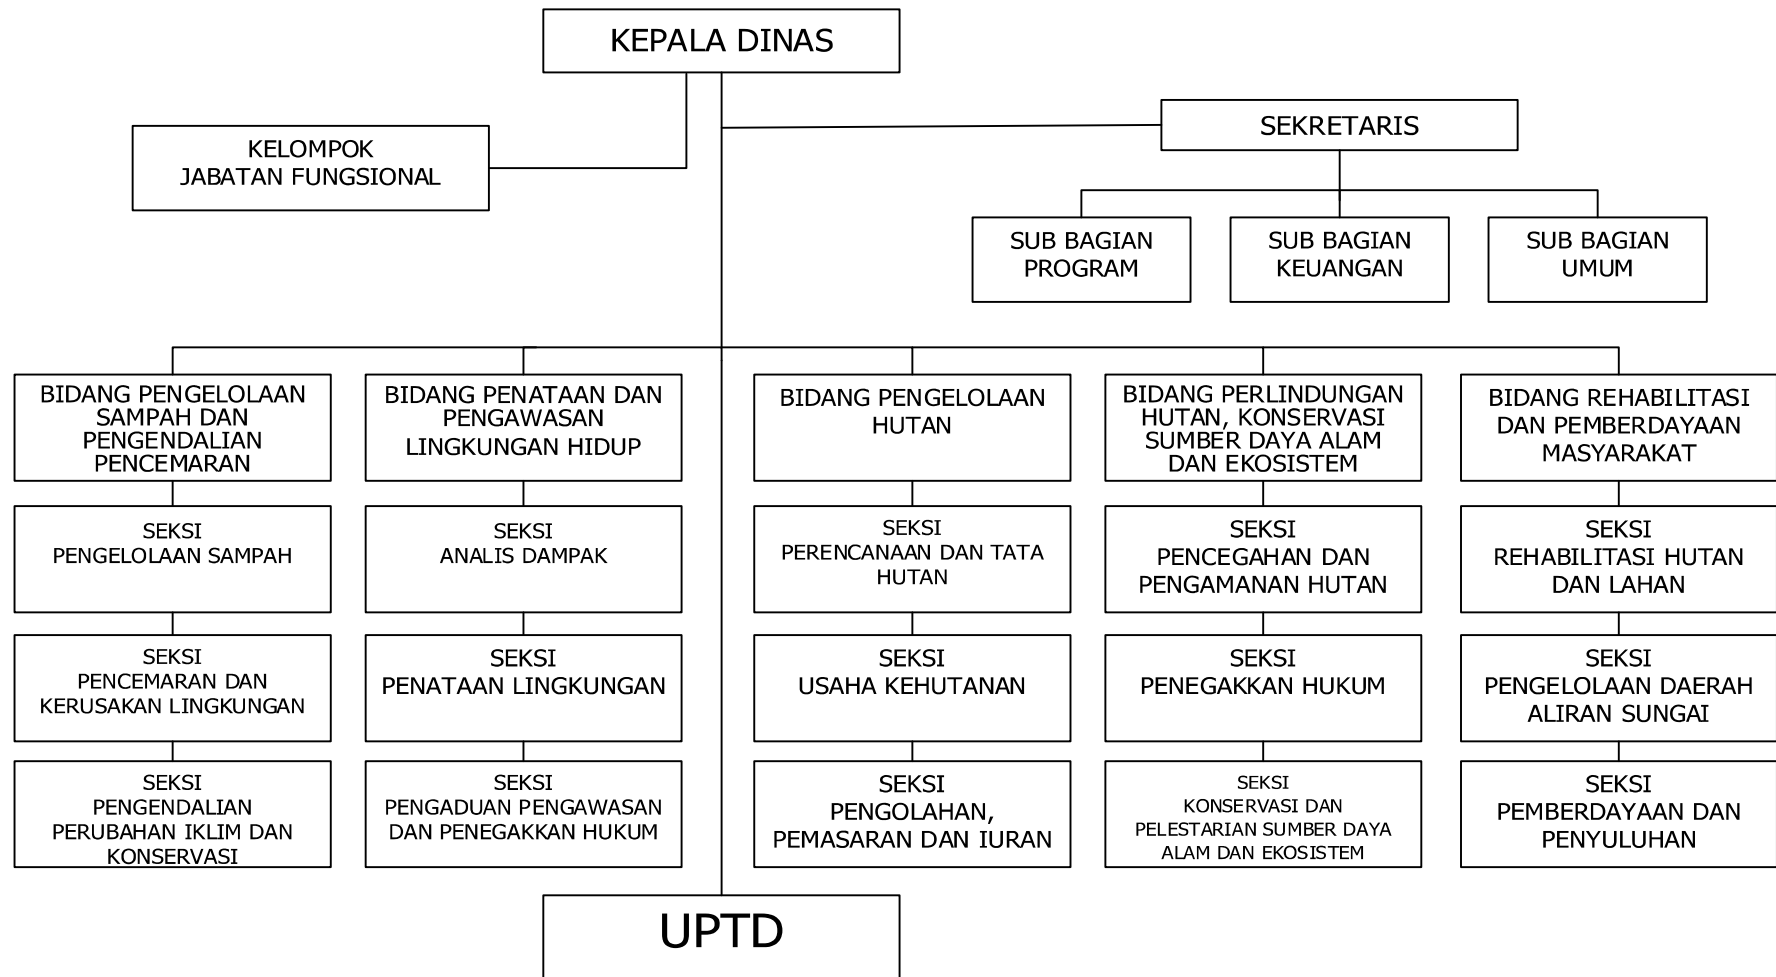 KEPALA DINAS
SEKRETARIS
KELOMPOK
JABATAN FUNGSIONAL
SUB BAGIAN
PROGRAM
SUB BAGIAN
KEUANGAN
SUB BAGIAN
UMUM
BIDANG PENGELOLAAN
SAMPAH DAN
PENGENDALIAN
PENCEMARAN
BIDANG PENATAAN DAN
PENGAWASAN
LINGKUNGAN HIDUP
BIDANG PENGELOLAAN
HUTAN
BIDANG PERLINDUNGAN
HUTAN, KONSERVASI
SUMBER DAYA ALAM
DAN EKOSISTEM
BIDANG REHABILITASI
DAN PEMBERDAYAAN
MASYARAKAT
SEKSI
PENGELOLAAN SAMPAH
SEKSI
ANALIS DAMPAK
SEKSI
PERENCANAAN DAN TATA
HUTAN
SEKSI
PENCEGAHAN DAN
PENGAMANAN HUTAN
SEKSI
REHABILITASI HUTAN
DAN LAHAN
SEKSI
PENCEMARAN DAN
KERUSAKAN LINGKUNGAN
SEKSI
PENATAAN LINGKUNGAN
SEKSI
USAHA KEHUTANAN
SEKSI
PENEGAKKAN HUKUM
SEKSI
PENGELOLAAN DAERAH
ALIRAN SUNGAI
SEKSI
PENGENDALIAN
PERUBAHAN IKLIM DAN
KONSERVASI
SEKSI
PENGADUAN PENGAWASAN
DAN PENEGAKKAN HUKUM
SEKSI
PENGOLAHAN,
PEMASARAN DAN IURAN
SEKSI
KONSERVASI DAN
PELESTARIAN SUMBER DAYA
ALAM DAN EKOSISTEM
SEKSI
PEMBERDAYAAN DAN
PENYULUHAN
UPTD